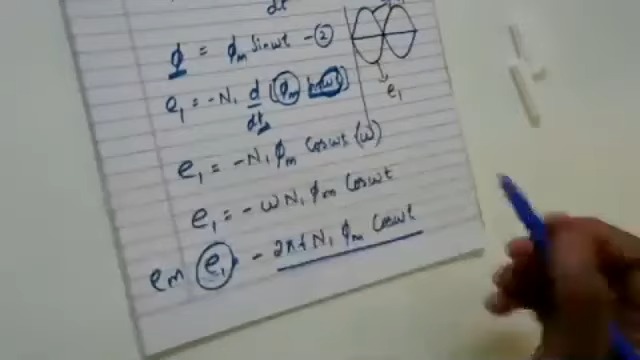 dt
ϕ = ϕm sinωt - ②
e₁ = -N₁ d/dt (ϕm sinωt)
e₁
e₁ = -N₁ ϕm Cosωt (ω)
e₁ = - ωN₁ ϕm Cosωt
em e₁ - 2πf N₁ ϕm Cosωt